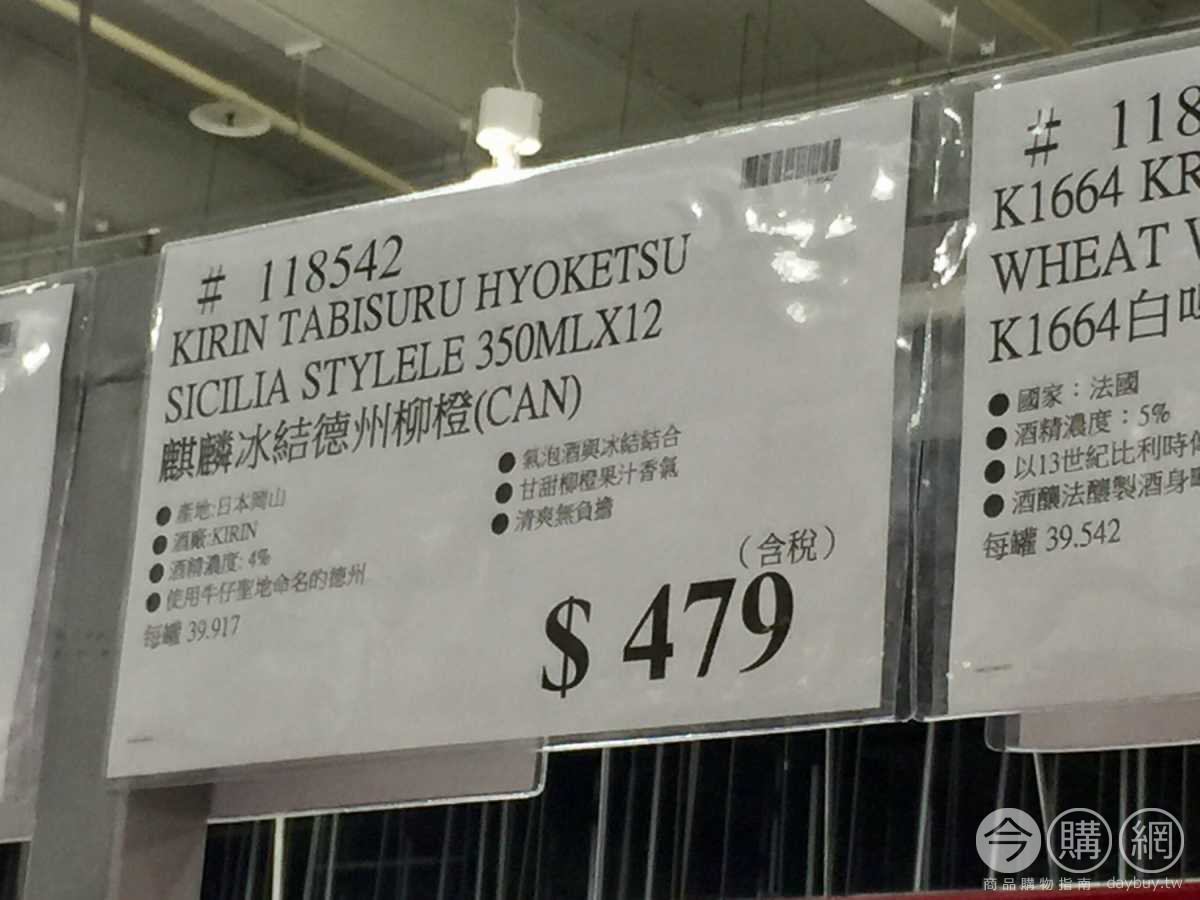 # 118542
KIRIN TABISURU HYOKETSU
SICILIA STYLELE 350MLX12
麒麟冰結德州柳橙(CAN)
● 產地:日本岡山
● 酒廠:KIRIN
● 酒精濃度: 4%
● 使用牛仔聖地命名的德州
每罐 39.917
● 氣泡酒與冰結結合
● 甘甜柳橙果汁香氣
● 清爽無負擔
（含稅）
$ 479
# 118
K1664 KR
WHEAT
K1664白
● 國家：法國
● 酒精濃度：5%
● 以13世紀比利時
● 酒釀法釀製酒身
每罐 39.542
今購網
商品購物指南 daybuy.tw